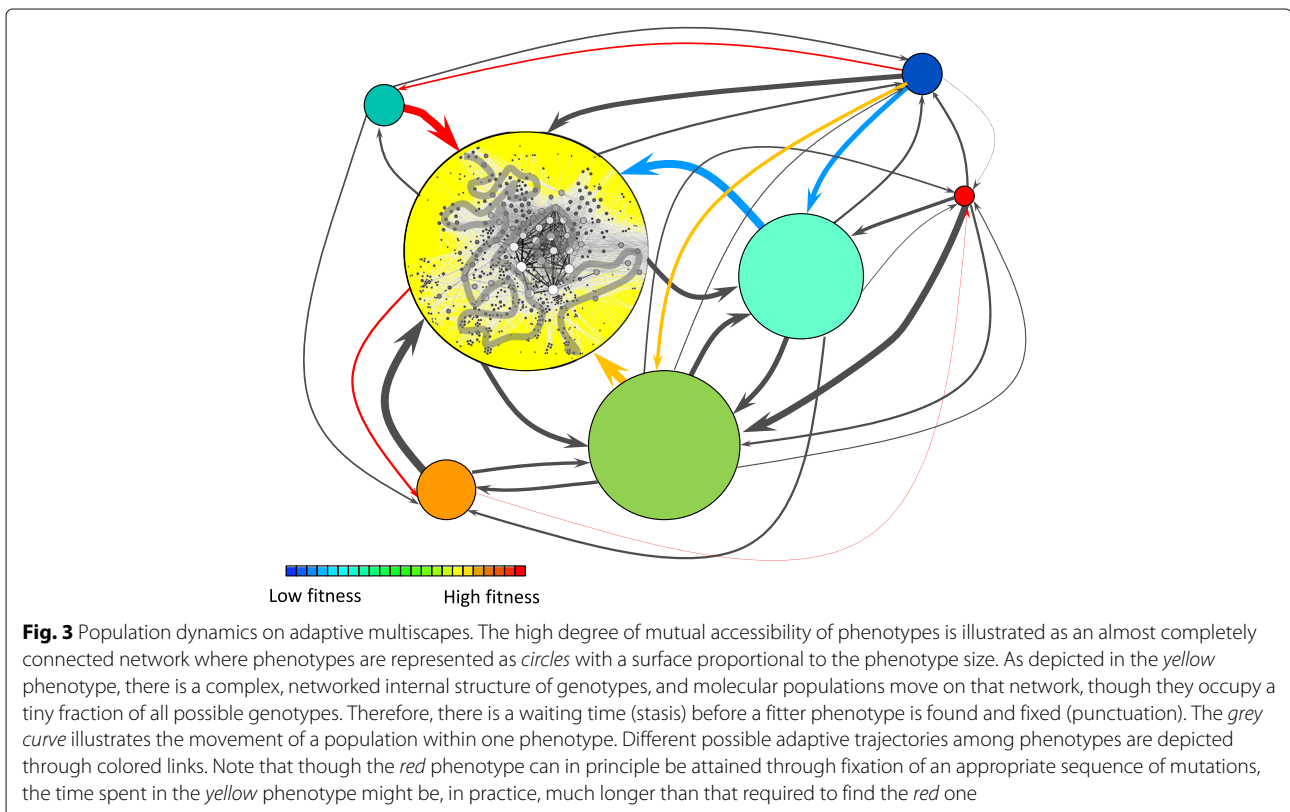 Low fitness
High fitness
Fig. 3 Population dynamics on adaptive multiscapes. The high degree of mutual accessibility of phenotypes is illustrated as an almost completely
connected network where phenotypes are represented as circles with a surface proportional to the phenotype size. As depicted in the yellow
phenotype, there is a complex, networked internal structure of genotypes, and molecular populations move on that network, though they occupy a
tiny fraction of all possible genotypes. Therefore, there is a waiting time (stasis) before a fitter phenotype is found and fixed (punctuation). The grey
curve illustrates the movement of a population within one phenotype. Different possible adaptive trajectories among phenotypes are depicted
through colored links. Note that though the red phenotype can in principle be attained through fixation of an appropriate sequence of mutations,
the time spent in the yellow phenotype might be, in practice, much longer than that required to find the red one